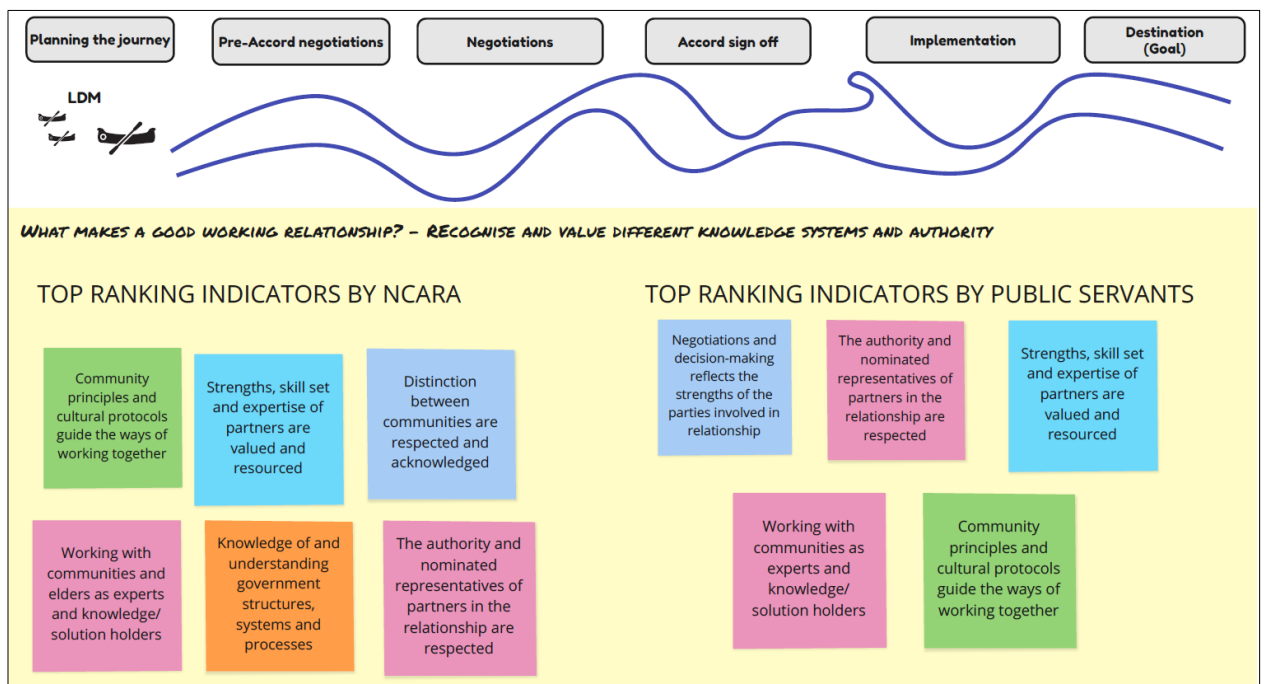 Planning the journey
Pre-Accord negotiations
Negotiations
Accord sign off
Implementation
Destination
(Goal)
LDM
What makes a good working relationship? – REcognise and value different knowledge systems and authority
TOP RANKING INDICATORS BY NCARA
Community
principles and
cultural protocols
guide the ways of
working together
Strengths, skill set
and expertise of
partners are
valued and
resourced
Distinction
between
communities are
respected and
acknowledged
Working with
communities and
elders as experts
and knowledge/
solution holders
Knowledge of and
understanding
government
structures,
systems and
processes
The authority and
nominated
representatives of
partners in the
relationship are
respected
TOP RANKING INDICATORS BY PUBLIC SERVANTS
Negotiations and
decision-making
reflects the
strengths of the
parties involved in
relationship
The authority and
nominated
representatives of
partners in the
relationship are
respected
Strengths, skill set
and expertise of
partners are
valued and
resourced
Working with
communities as
experts and
knowledge/
solution holders
Community
principles and
cultural protocols
guide the ways of
working together